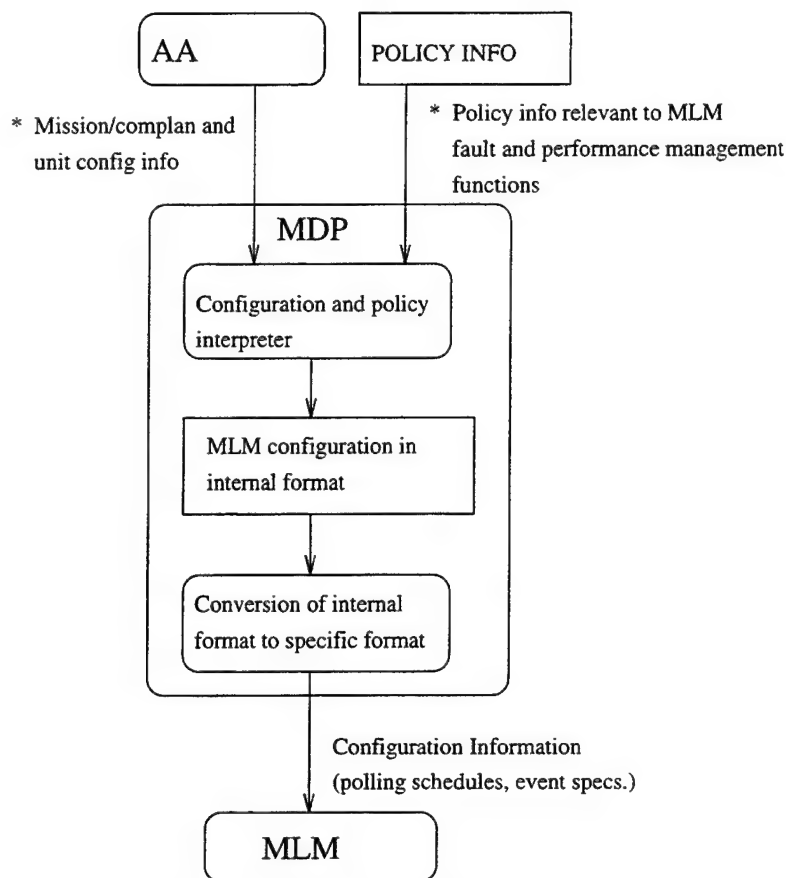 AA
POLICY INFO
* Mission/complan and
unit config info
* Policy info relevant to MLM
fault and performance management
functions
MDP
Configuration and policy
interpreter
MLM configuration in
internal format
Conversion of internal
format to specific format
Configuration Information
(polling schedules, event specs.)
MLM